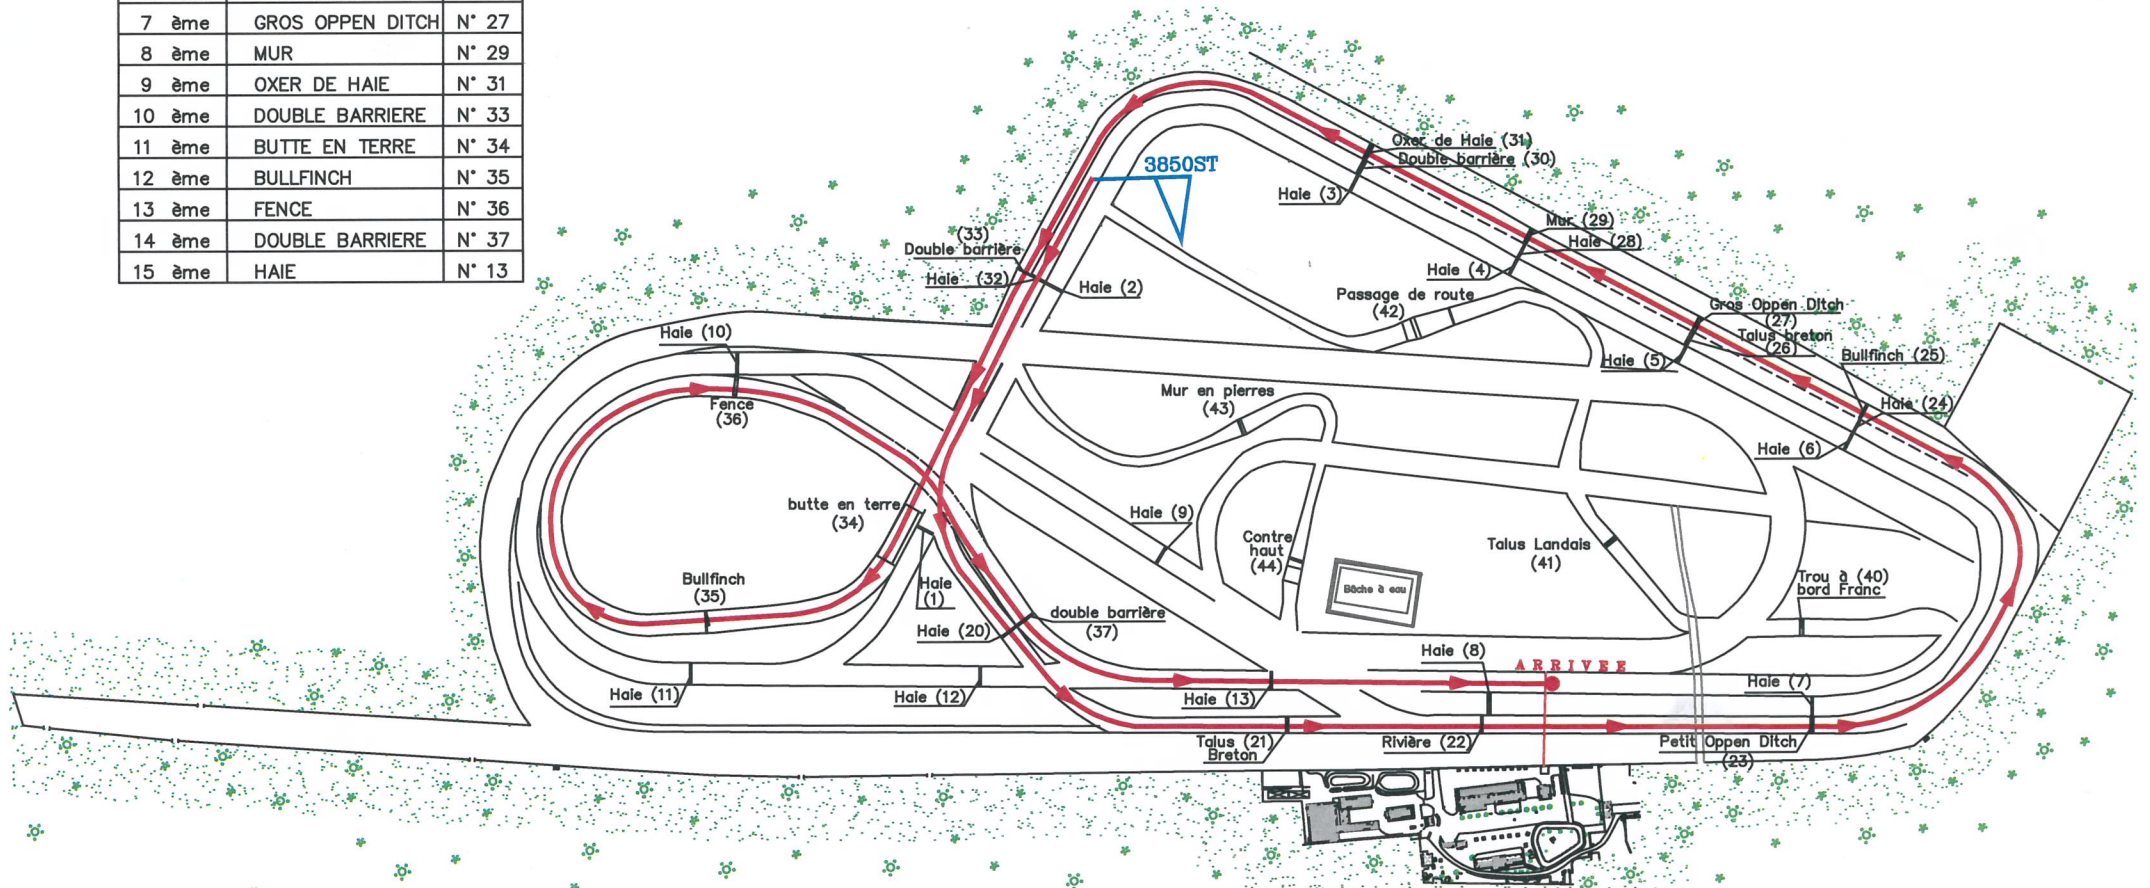 7 ème GROS OPPEN DITCH N° 27
8 ème MUR N° 29
9 ème OXER DE HAIE N° 31
10 ème DOUBLE BARRIERE N° 33
11 ème BUTTE EN TERRE N° 34
12 ème BULLFINCH N° 35
13 ème FENCE N° 36
14 ème DOUBLE BARRIERE N° 37
15 ème HAIE N° 13
Oxer de Haie (31)
Double barrière (30)
3850ST
Haie (3)
Mur (29)
(33)
Double barrière
Haie (28)
Haie (4)
Haie (32)
Haie (2)
Passage de route
(42)
Gros Oppen Ditch
(27)
Haie (10)
Talus breton
(26)
Bullfinch (25)
Haie (5)
Mur en pierres
(43)
Fence
(36)
Haie (24)
Haie (6)
butte en terre
(34)
Haie (9)
Contre
haut
(44)
Talus Landais
(41)
Bullfinch
(35)
Haie
(1)
Bâche à eau
Trou à (40)
bord Franc
double barrière
(37)
Haie (20)
Haie (8)
ARRIVEE
Haie (11)
Haie (12)
Haie (13)
Haie (7)
Talus (21)
Breton
Rivière (22)
Petit Oppen Ditch
(23)